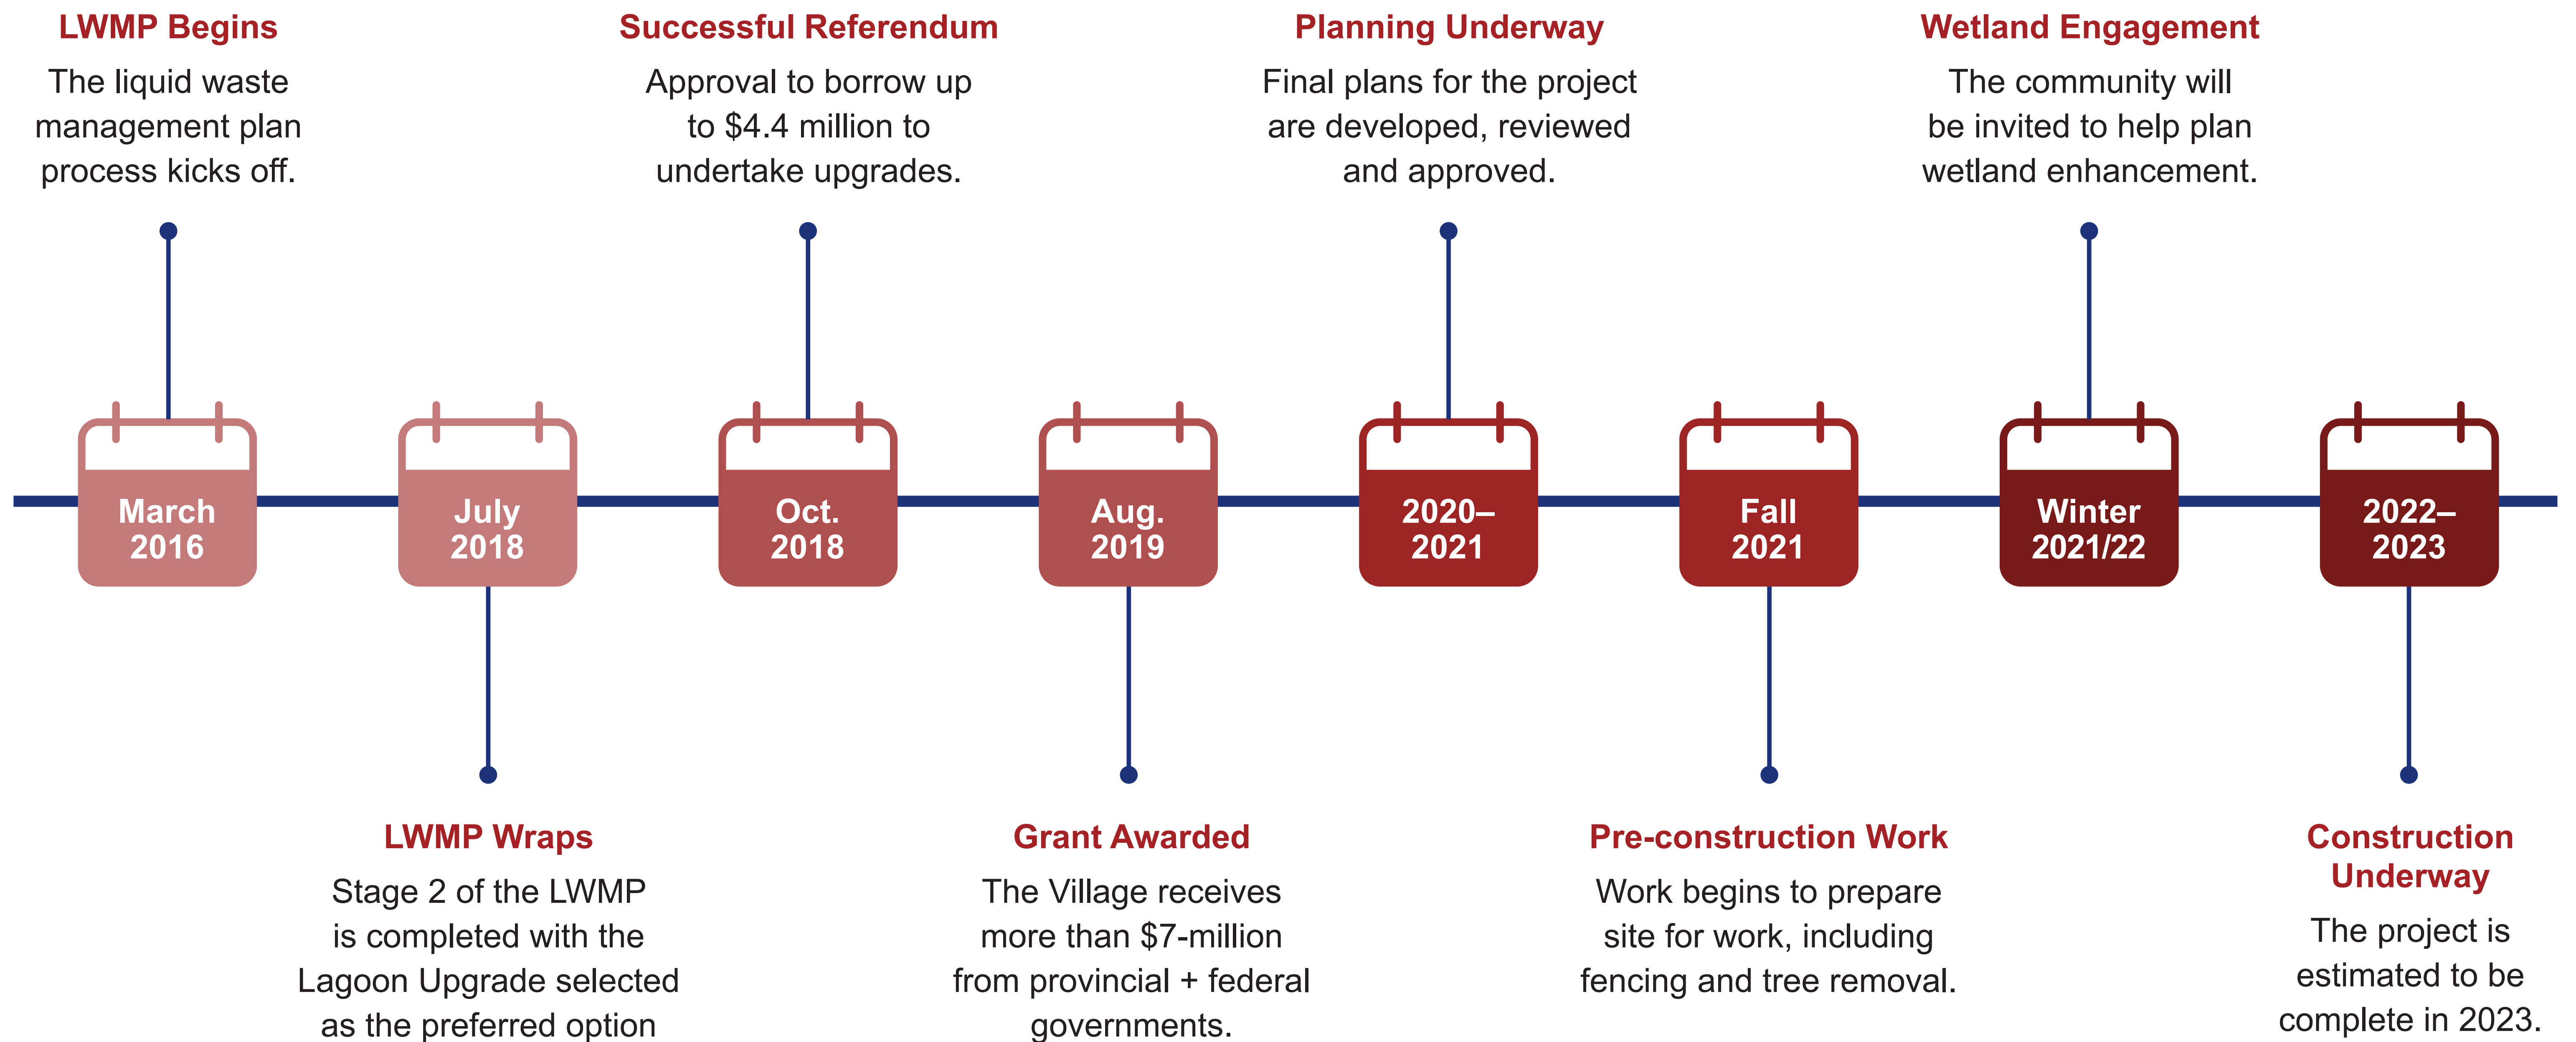 LWMP Begins
The liquid waste
management plan
process kicks off.
March
2016
July
2018
LWMP Wraps
Stage 2 of the LWMP
is completed with the
Lagoon Upgrade selected
as the preferred option
Successful Referendum
Approval to borrow up
to $4.4 million to
undertake upgrades.
Oct.
2018
Aug.
2019
Grant Awarded
The Village receives
more than $7-million
from provincial + federal
governments.
Planning Underway
Final plans for the project
are developed, reviewed
and approved.
2020–
2021
Fall
2021
Pre-construction Work
Work begins to prepare
site for work, including
fencing and tree removal.
Wetland Engagement
The community will
be invited to help plan
wetland enhancement.
Winter
2021/22
2022–
2023
Construction
Underway
The project is
estimated to be
complete in 2023.